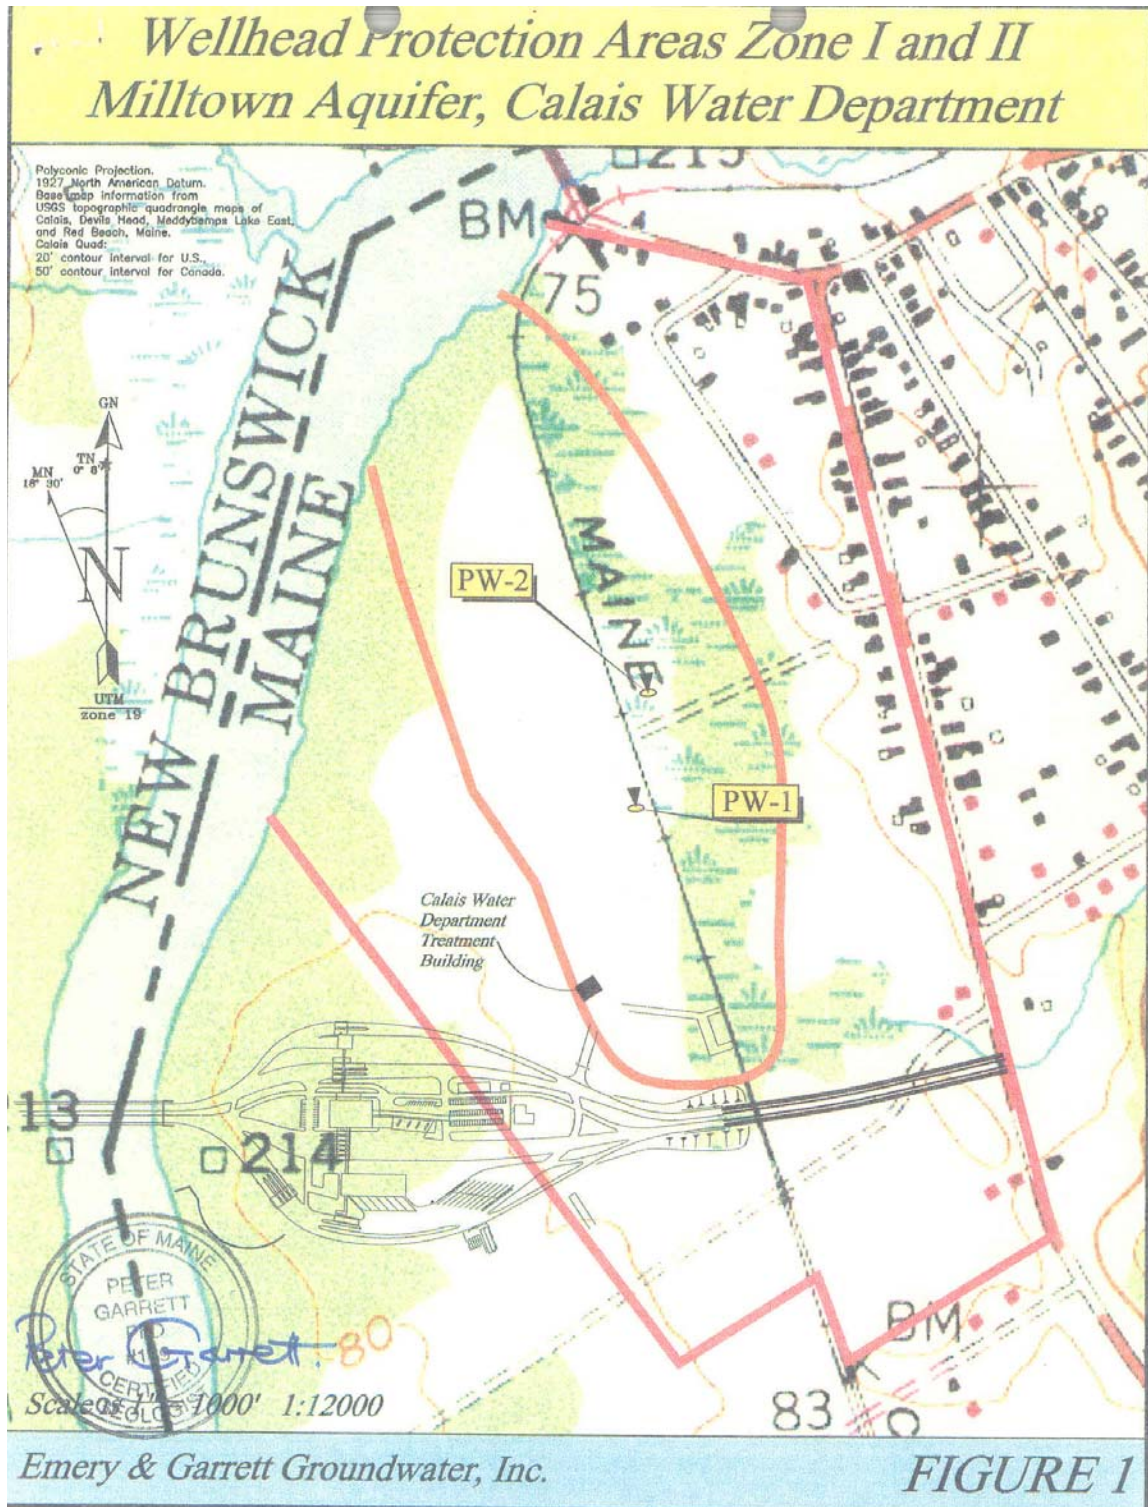 Wellhead Protection Areas Zone I and II
Milltown Aquifer, Calais Water Department
Polyconic Projection.
1927 North American Datum.
Base map information from
USGS topographic quadrangle maps of
Calais, Devils Head, Meddybemps Lake East,
and Red Beach, Maine.
Calais Quad:
20' contour interval for U.S.,
50' contour interval for Canada.
215
BM
4
75
GN
TN
MN
18° 30'
N
UTM
zone 19
NEW BRUNSWICK
MAINE
MAINE
PW-2
PW-1
Calais Water
Department
Treatment
Building
13
214
STATE OF MAINE
PETER
GARRETT
CERTIFIED
GEOLOGIST
Peter Garrett
80
BM
83
1000' 1:12000
Emery & Garrett Groundwater, Inc.
FIGURE 1